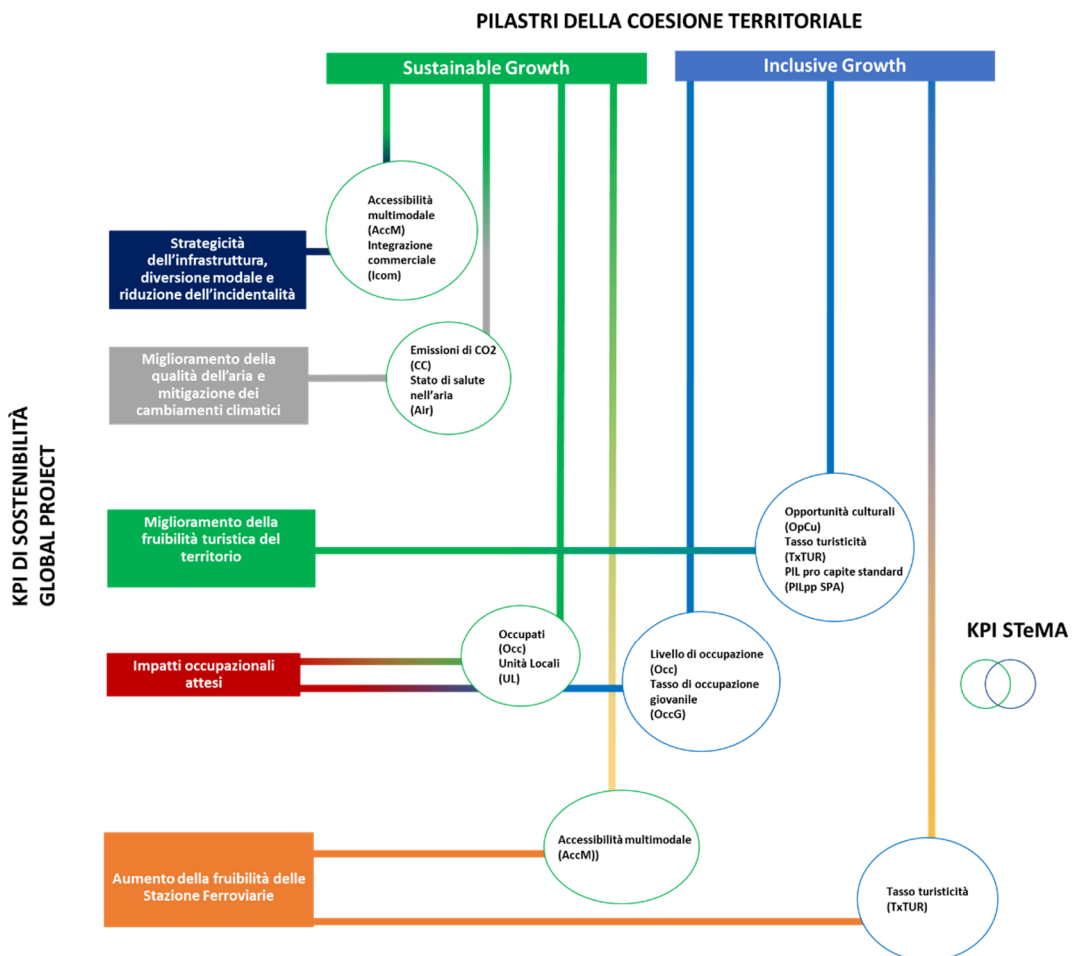 PILASTRI DELLA COESIONE TERRITORIALE
Sustainable Growth
Inclusive Growth
Accessibilità
multimodale
(AccM)
Integrazione
commerciale
(Icom)
Strategicità
dell'infrastruttura,
diversione modale e
riduzione dell'incidentalità
Emissioni di CO2
(CC)
Stato di salute
nell'aria
(Air)
Miglioramento della
qualità dell'aria e
mitigazione dei
cambiamenti climatici
KPI DI SOSTENIBILITÀ
GLOBAL PROJECT
Miglioramento della
fruibilità turistica del
territorio
Opportunità culturali
(OpCu)
Tasso turisticità
(TxTUR)
PIL pro capite standard
(PILpp SPA)
Impatti occupazionali
attesi
Occupati
(Occ)
Unità Locali
(UL)
Livello di occupazione
(Occ)
Tasso di occupazione
giovanile
(OccG)
KPI STeMA
Aumento della fruibilità delle
Stazione Ferroviarie
Accessibilità multimodale
(AccM))
Tasso turisticità
(TxTUR)